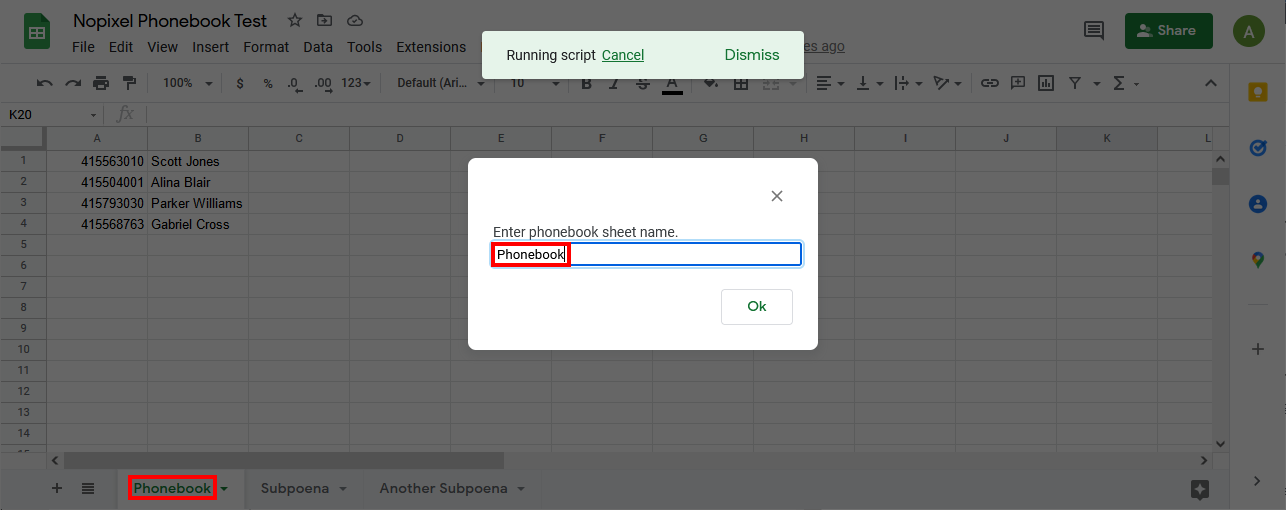 Nopixel Phonebook Test
File Edit View Insert Format Data Tools Extensions
es ago
Share
A
Running script Cancel Dismiss
100% $ % .0 .00 123 Default (Ari... 10 B I S A
K20 fx
A B C D E F G H I J K L
1 415563010 Scott Jones
2 415504001 Alina Blair
3 415793030 Parker Williams
4 415568763 Gabriel Cross
5
6
7
8
9
10
11
12
13
14
Enter phonebook sheet name.
Phonebook
Ok
Phonebook Subpoena Another Subpoena